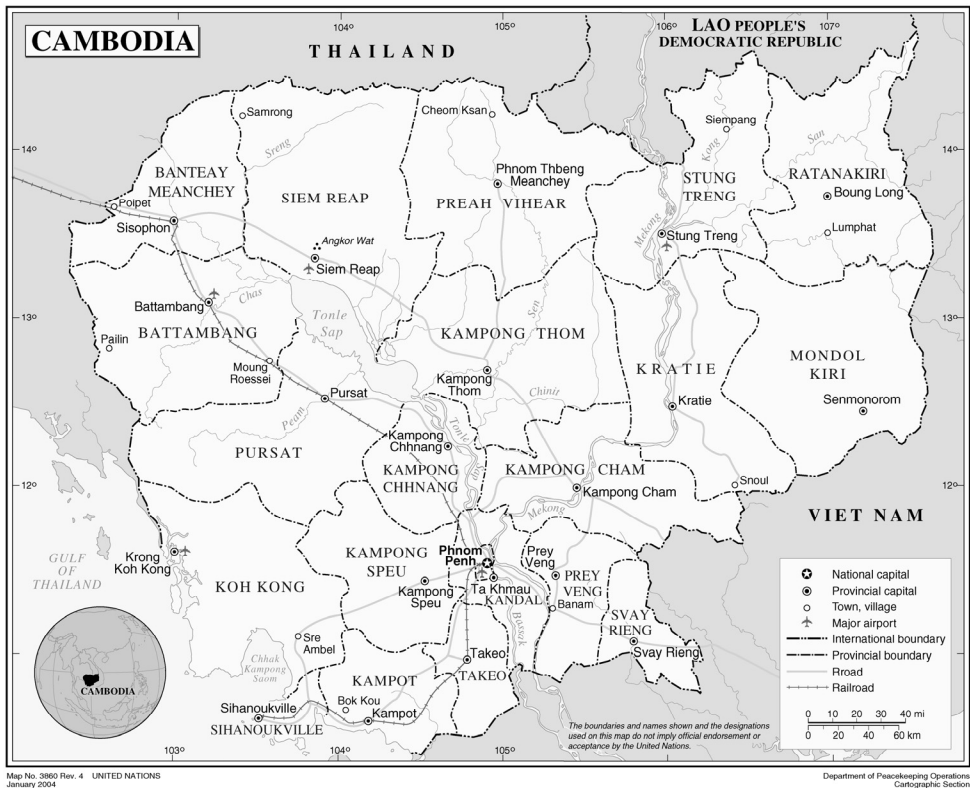 CAMBODIA
104°
105°
106°
107°
THAILAND
LAO PEOPLE'S
DEMOCRATIC REPUBLIC
Samrong
Cheom Ksan
Siempang
Sreng
Kong
San
14°
14°
BANTEAY
MEANCHEY
SIEM REAP
Phnom Thbeng
Meanchey
PREAH VIHEAR
STUNG
TRENG
RATANAKIRI
Boung Long
Poipet
Sisophon
Angkor Wat
Siem Reap
Mekong
Stung Treng
Lumphat
Battambang
Chas
Sen
13°
13°
BATTAMBANG
Tonle
Sap
KAMPONG THOM
Pailin
Moung
Roessei
Kampong
Thom
KRATIE
MONDOL
KIRI
Pursat
Chinit
Kratie
Senmonorom
Peam
Kampong
Chhnang
Tonle
PURSAT
KAMPONG
CHHNANG
KAMPONG CHAM
Kampong Cham
Snoul
12°
12°
Mekong
VIET NAM
GULF
OF
THAILAND
Krong
Koh Kong
KOH KONG
KAMPONG
SPEU
Kampong
Speu
Phnom
Penh
Ta Khmau
KANDAL
Prey
Veng
PREY
VENG
Banam
SVAY
RIENG
Svay Rieng
Bassak
Sre
Ambel
Chhak
Kampong
Saom
Takeo
TAKEO
KAMPOT
Bok Kou
Kampot
Sihanoukville
SIHANOUKVILLE
CAMBODIA
National capital
Provincial capital
Town, village
Major airport
International boundary
Provincial boundary
Rroad
Railroad
0 20 40 mi
0 20 40 60 km
The boundaries and names shown and the designations
used on this map do not imply official endorsement or
acceptance by the United Nations.
103°
104°
105°
Map No. 3860 Rev. 4 UNITED NATIONS
January 2004
Department of Peacekeeping Operations
Cartographic Section